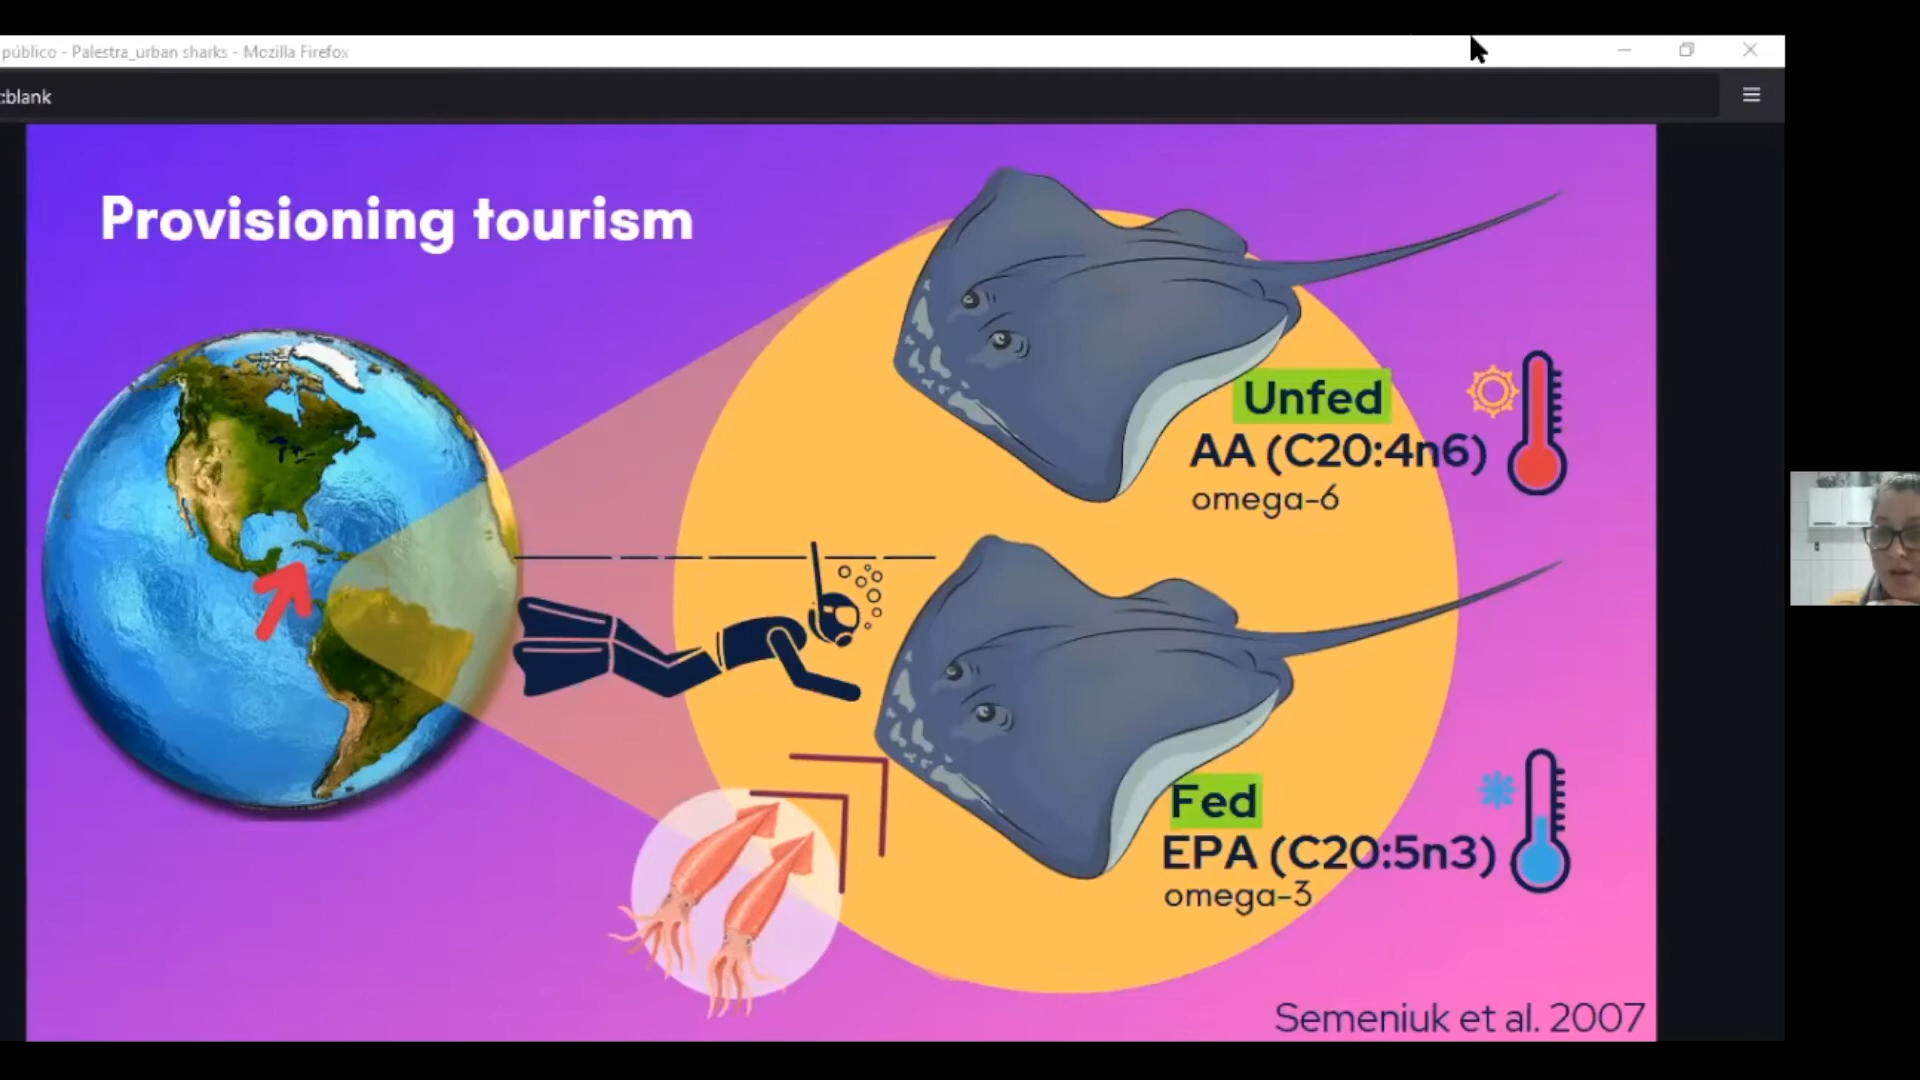 público - Palestra_urban sharks - Mozilla Firefox
:blank
Provisioning tourism
Unfed
AA (C20:4n6)
omega-6
Fed
EPA (C20:5n3)
omega-3
Semeniuk et al. 2007